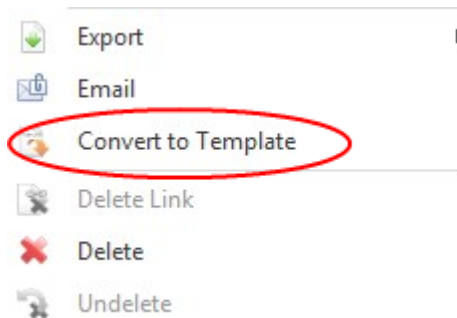 Export
Email
Convert to Template
Delete Link
Delete
Undelete